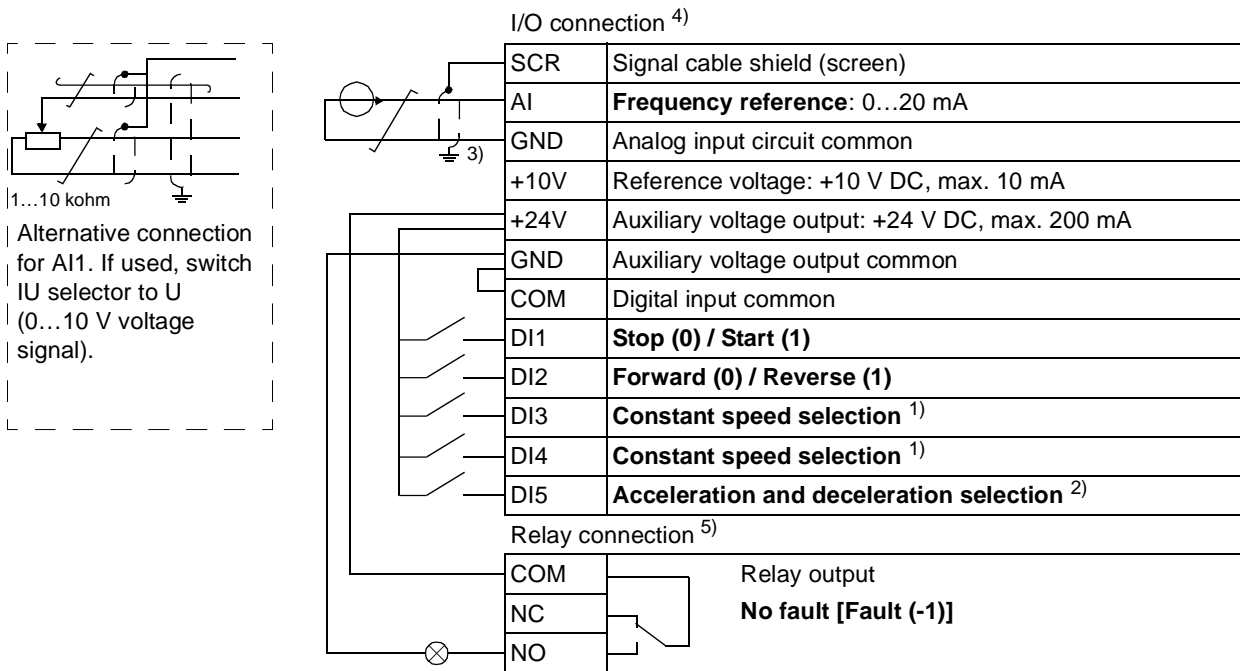 I/O connection 4)
SCR Signal cable shield (screen)
AI Frequency reference: 0…20 mA
GND Analog input circuit common
3)
+10V Reference voltage: +10 V DC, max. 10 mA
1…10 kohm
+24V Auxiliary voltage output: +24 V DC, max. 200 mA
Alternative connection
for AI1. If used, switch
IU selector to U
(0…10 V voltage
signal).
GND Auxiliary voltage output common
COM Digital input common
DI1 Stop (0) / Start (1)
DI2 Forward (0) / Reverse (1)
DI3 Constant speed selection 1)
DI4 Constant speed selection 1)
DI5 Acceleration and deceleration selection 2)
Relay connection 5)
COM Relay output
NC No fault [Fault (-1)]
NO